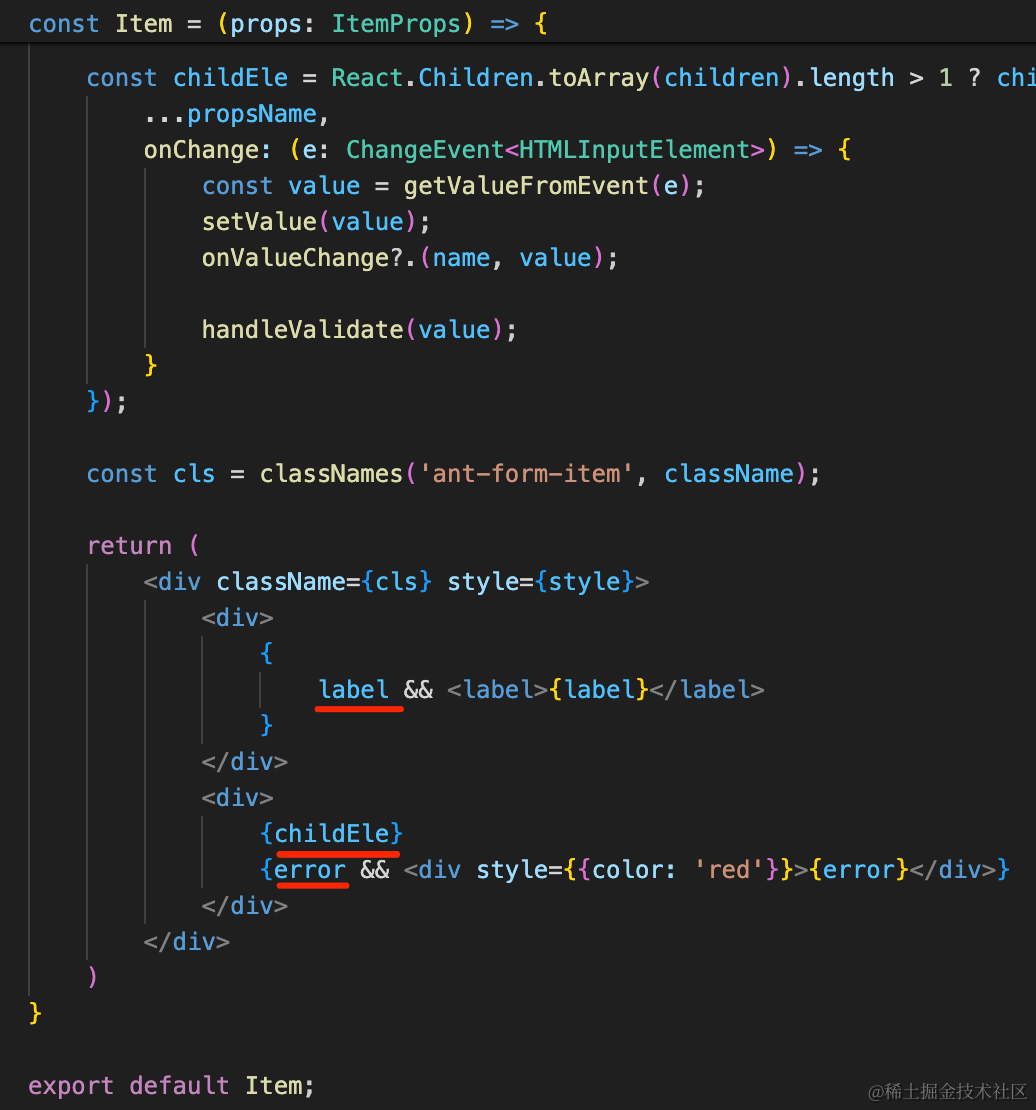 const Item = (props: ItemProps) => {
const childEle = React.Children.toArray(children).length > 1 ? chi
...propsName,
onChange: (e: ChangeEvent<HTMLInputElement>) => {
const value = getValueFromEvent(e);
setValue(value);
onValueChange?.(name, value);
handleValidate(value);
}
});
const cls = classNames('ant-form-item', className);
return (
<div className={cls} style={style}>
<div>
{
label && <label>{label}</label>
}
</div>
<div>
{childEle}
{error && <div style={{color: 'red'}}>{error}</div>}
</div>
</div>
)
}
export default Item;
@稀土掘金技术社区